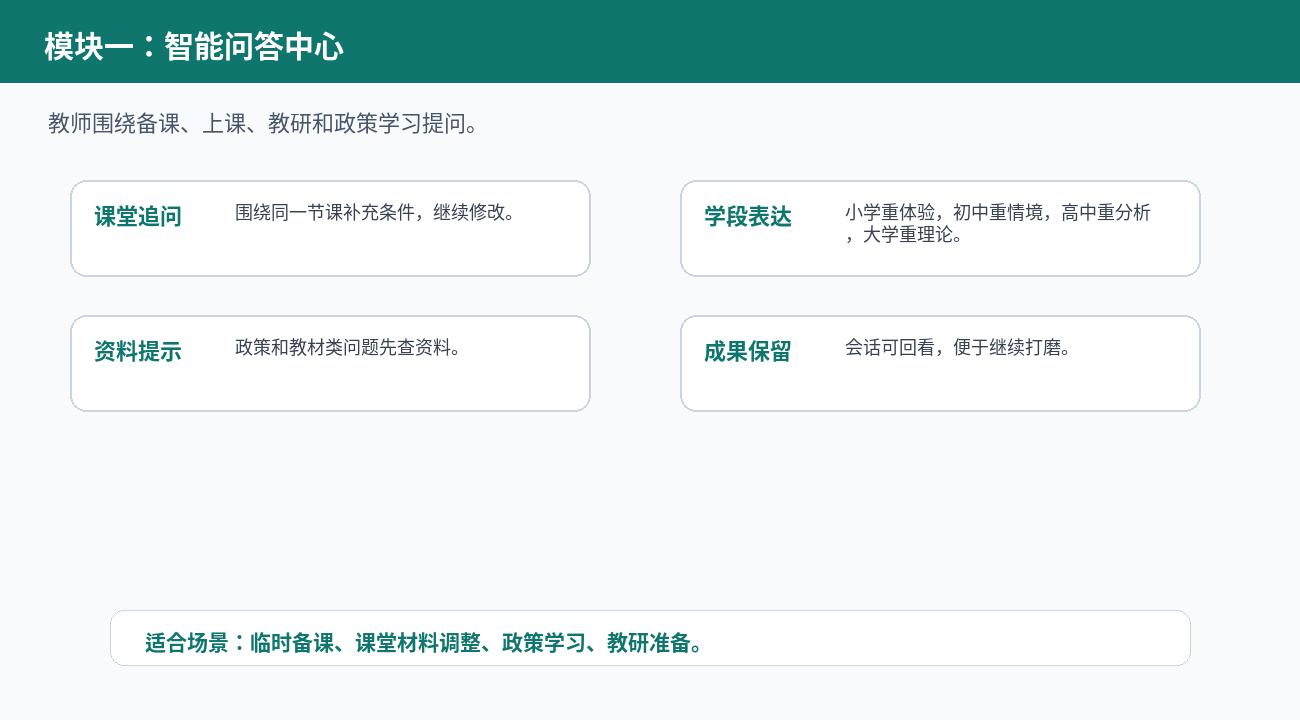 模块一：智能问答中心
教师围绕备课、上课、教研和政策学习提问。
课堂追问
围绕同一节课补充条件，继续修改。
学段表达
小学重体验，初中重情境，高中重分析
，大学重理论。
资料提示
政策和教材类问题先查资料。
成果保留
会话可回看，便于继续打磨。
适合场景：临时备课、课堂材料调整、政策学习、教研准备。